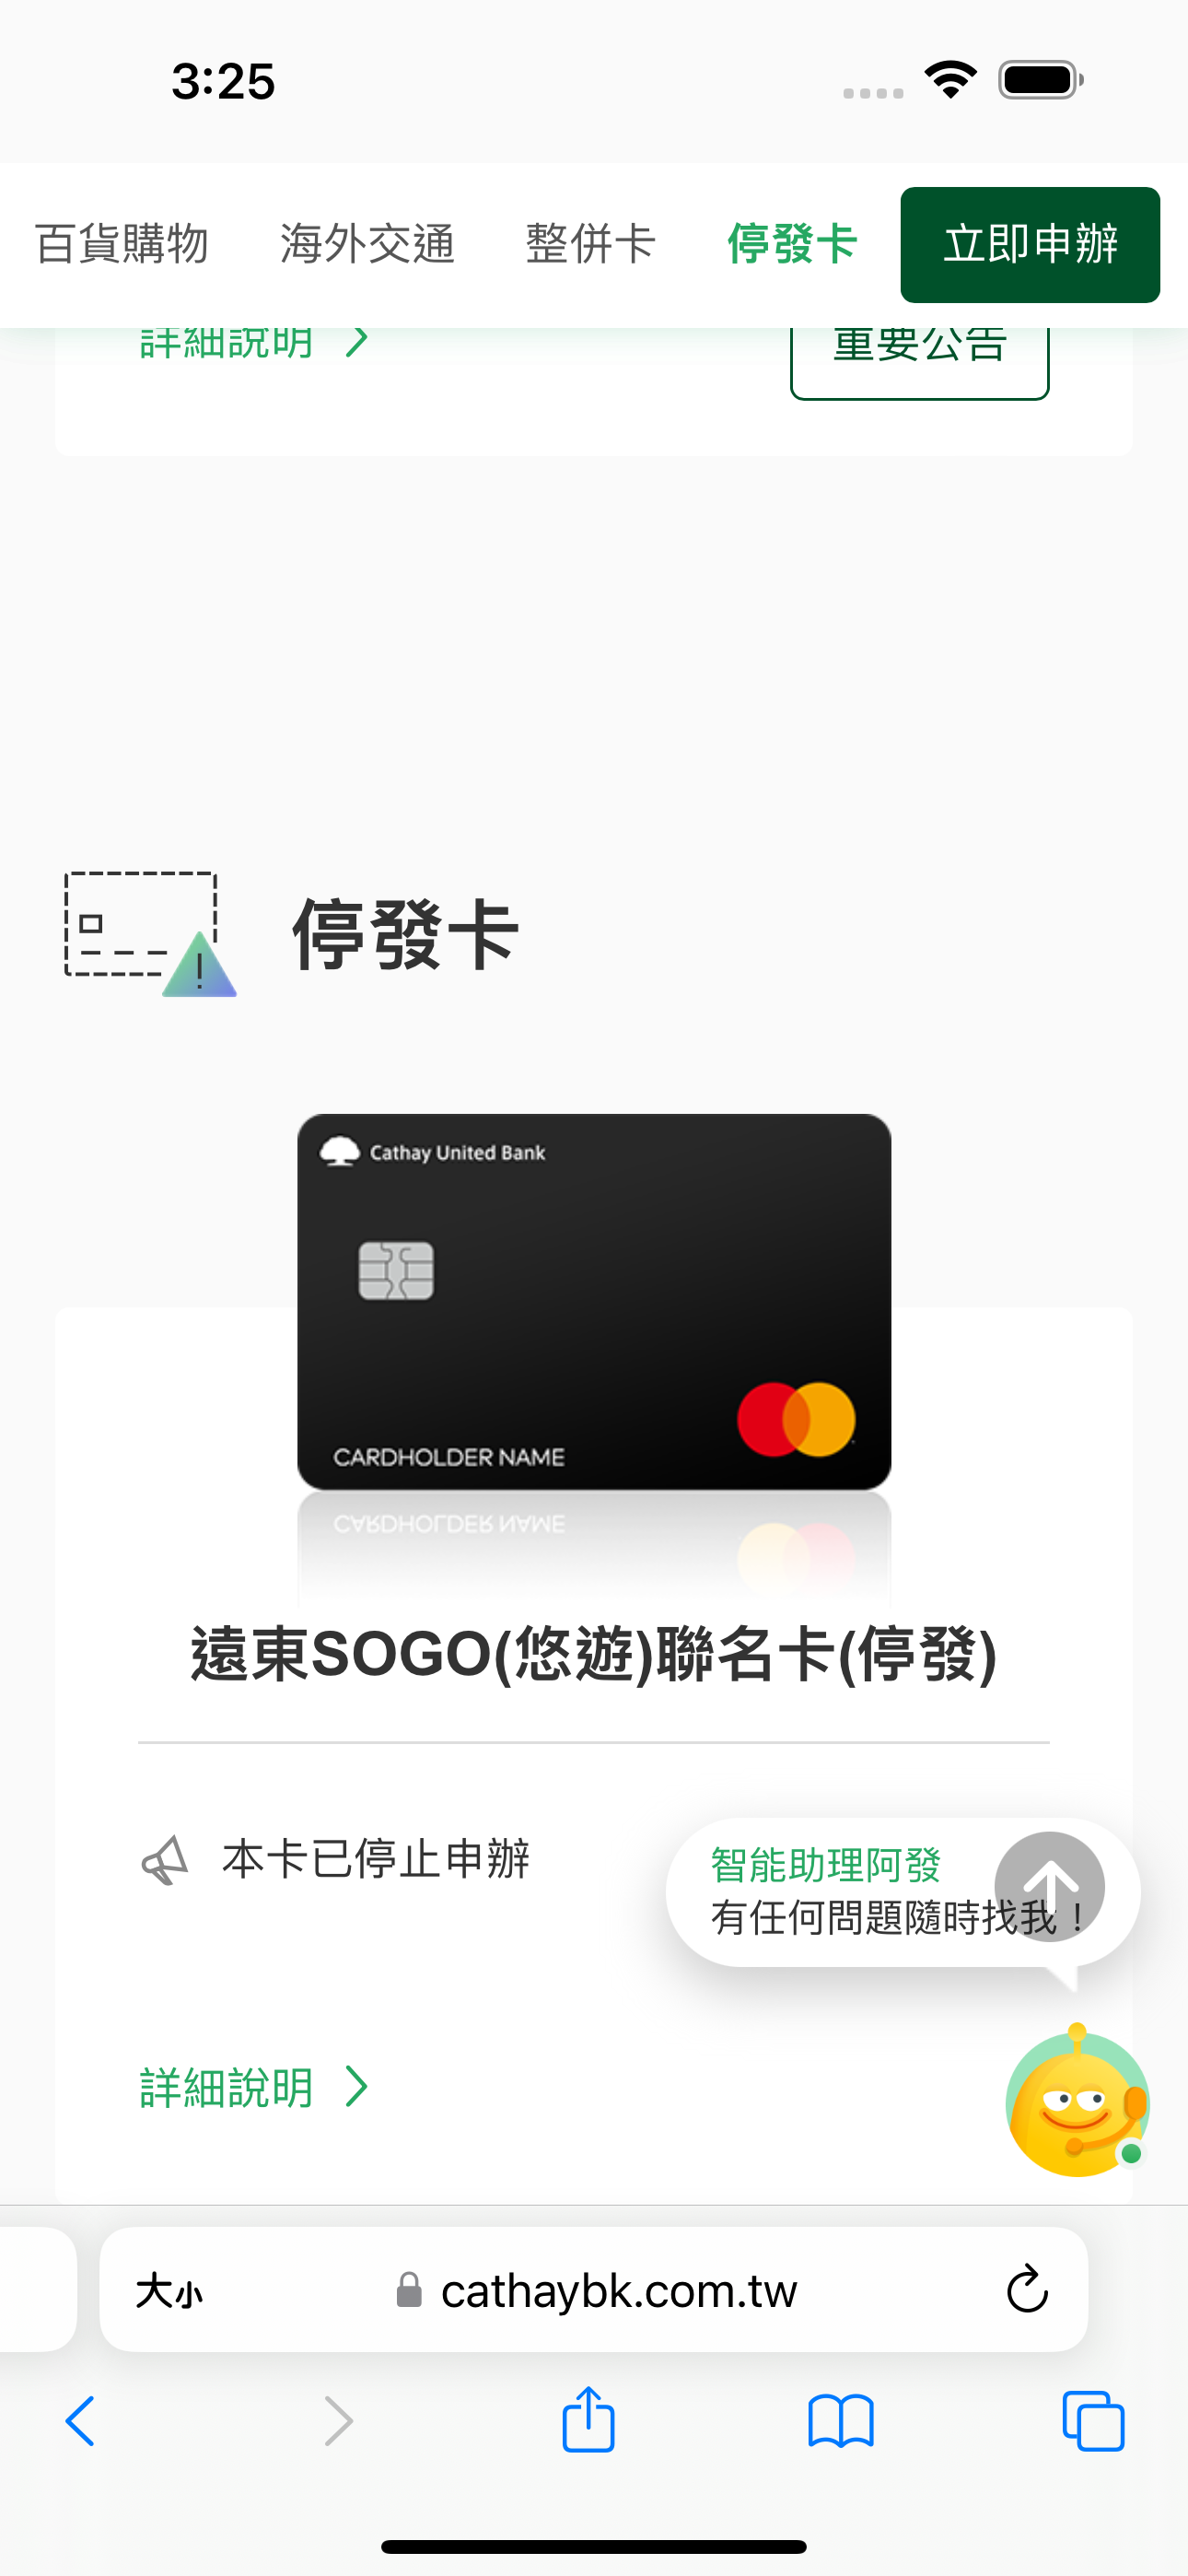 3:25
百貨購物 海外交通 整併卡 停發卡 立即申辦
詳細說明 重要公告
停發卡
Cathay United Bank
CARDHOLDER NAME
CARDHOLDER NAME
遠東SOGO(悠遊)聯名卡(停發)
本卡已停止申辦
智能助理阿發
有任何問題隨時找我！
詳細說明
大小 cathaybk.com.tw